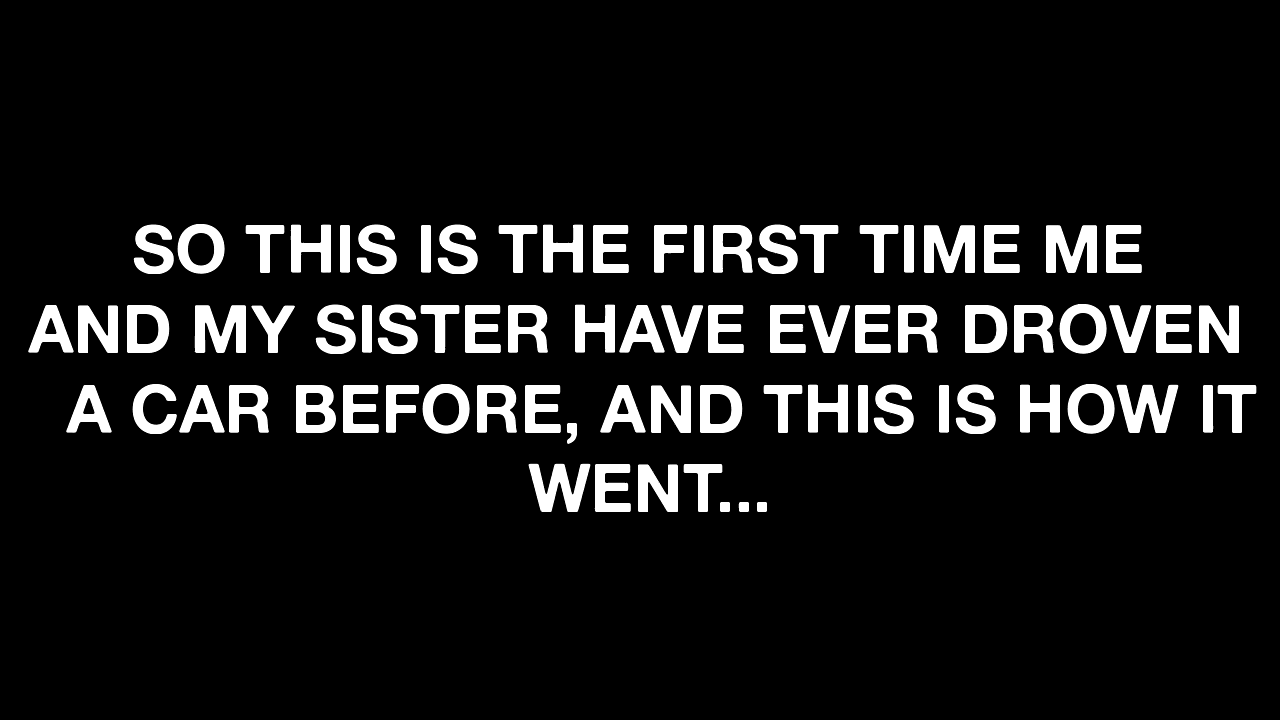 SO THIS IS THE FIRST TIME ME
AND MY SISTER HAVE EVER DROVEN
A CAR BEFORE, AND THIS IS HOW IT
WENT...